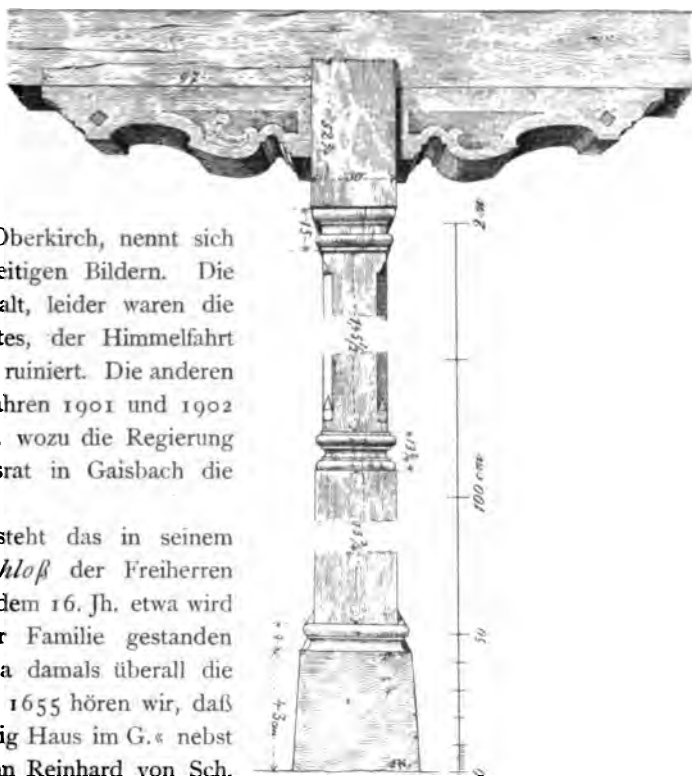 Oberkirch, nennt sich
eitigen Bildern. Die
alt, leider waren die
tes, der Himmelfahrt
ruiniert. Die anderen
ahren 1901 und 1902
wozu die Regierung
srat in Gaisbach die
steht das in seinem
hloß der Freiherren
dem 16. Jh. etwa wird
r Familie gestanden
a damals überall die
1655 hören wir, daß
ig Haus im G.« nebst
Reinhard von Sch.
2 m
100 cm
50
0